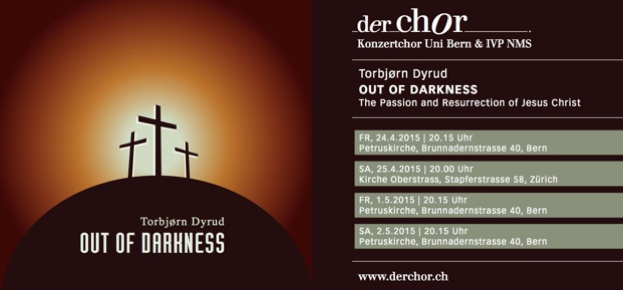 Torbjørn Dyrud
OUT OF DARKNESS
der chor
Konzertchor Uni Bern & IVP NMS
Torbjørn Dyrud
OUT OF DARKNESS
The Passion and Resurrection of Jesus Christ
FR, 24.4.2015 | 20.15 Uhr
Petruskirche, Brunnadernstrasse 40, Bern
SA, 25.4.2015 | 20.00 Uhr
Kirche Oberstrass, Stapferstrasse 58, Zürich
FR, 1.5.2015 | 20.15 Uhr
Petruskirche, Brunnadernstrasse 40, Bern
SA, 2.5.2015 | 20.15 Uhr
Petruskirche, Brunnadernstrasse 40, Bern
www.derchor.ch